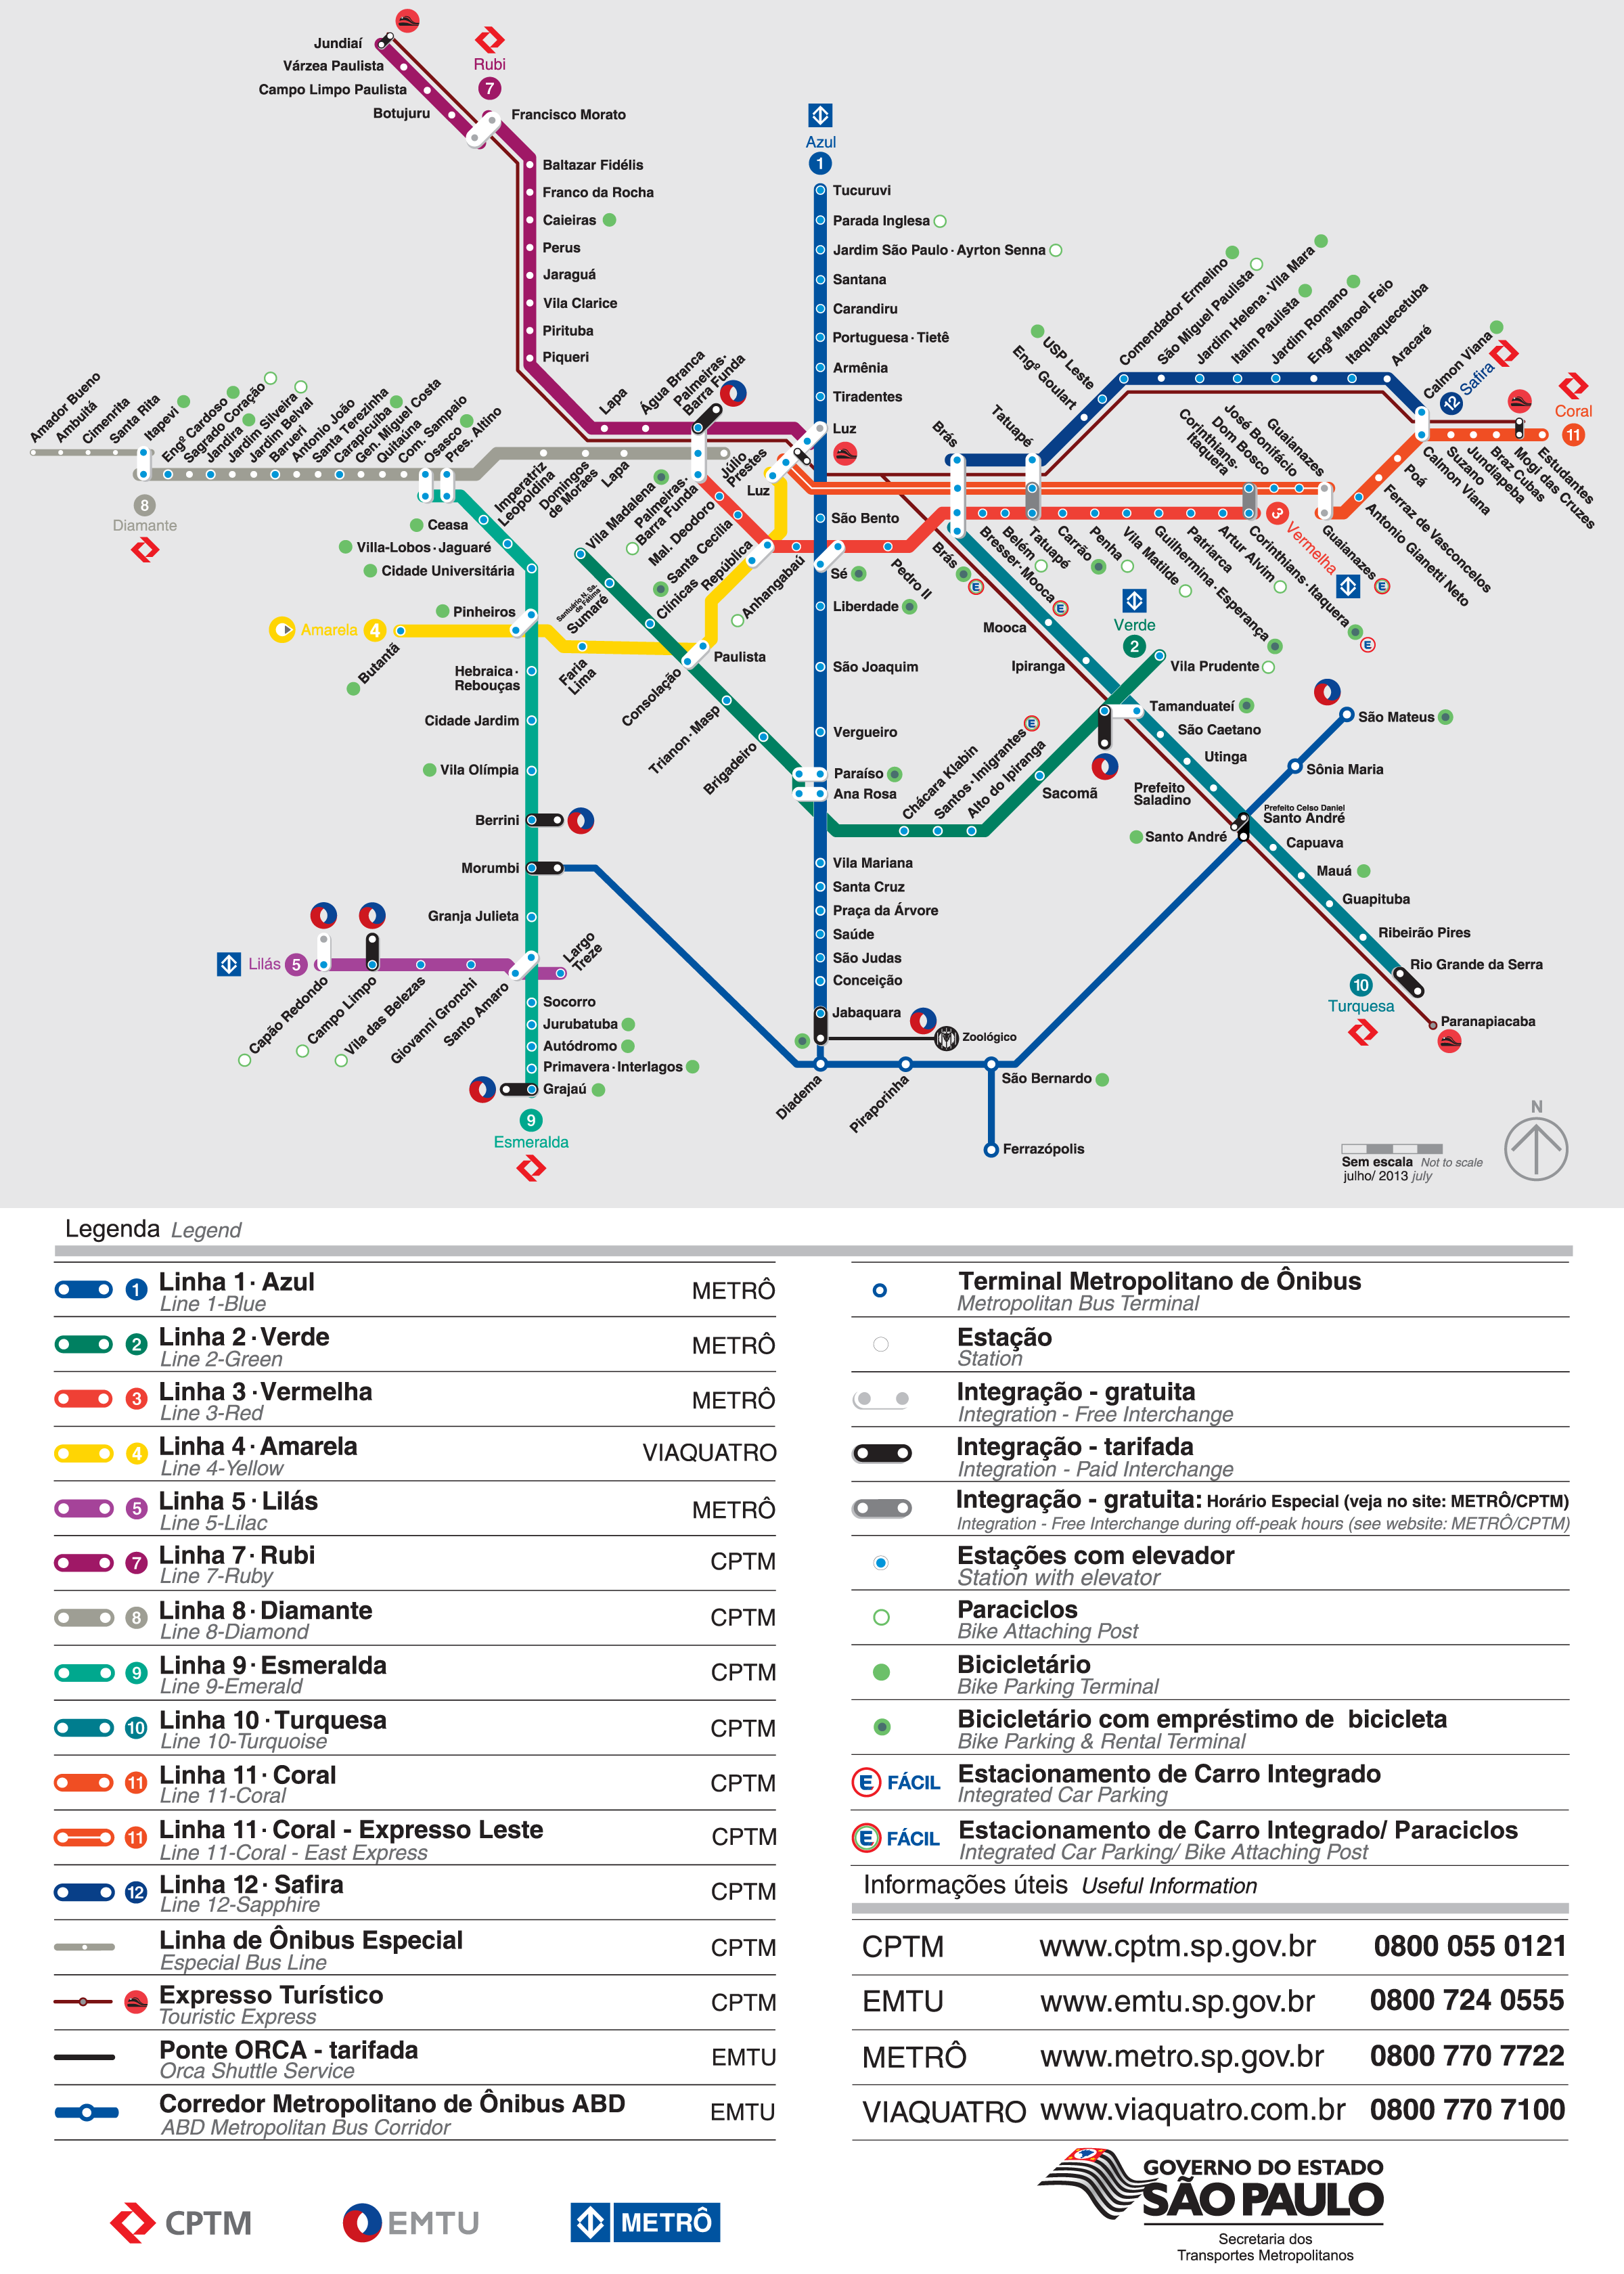 Jundiaí
Várzea Paulista
Campo Limpo Paulista
Botujuru
Rubi
7
Francisco Morato
Baltazar Fidélis
Franco da Rocha
Caieiras
Perus
Jaraguá
Vila Clarice
Pirituba
Piqueri
Lapa
Água Branca
Palmeiras·
Barra Funda
Azul
1
Tucuruvi
Parada Inglesa
Jardim São Paulo · Ayrton Senna
Santana
Carandiru
Portuguesa · Tietê
Armênia
Tiradentes
Luz
São Bento
Sé
Liberdade
São Joaquim
Vergueiro
Paraíso
Ana Rosa
Vila Mariana
Santa Cruz
Praça da Árvore
Saúde
São Judas
Conceição
Jabaquara
Zoológico
Amador Bueno
Ambuitá
Cimenrita
Santa Rita
Itapevi
Engº Cardoso
Sagrado Coração
Jandira
Jardim Silveira
Jardim Belval
Barueri
Antonio João
Santa Terezinha
Carapicuíba
Gen. Miguel Costa
Quitaúna
Com. Sampaio
Osasco
Pres. Altino
Imperatriz
Leopoldina
Domingos
de Moraes
Lapa
Palmeiras·
Barra Funda
Júlio
Prestes
Luz
8
Diamante
Ceasa
Villa-Lobos · Jaguaré
Cidade Universitária
Pinheiros
Hebraica ·
Rebouças
Cidade Jardim
Vila Olímpia
Berrini
Morumbi
Granja Julieta
Santo Amaro
Socorro
Jurubatuba
Autódromo
Primavera · Interlagos
Grajaú
9
Esmeralda
Amarela 4
Butantã
Faria
Lima
Paulista
República
Vila Madalena
Santuário N. Sa.
de Fátima
Sumaré
Clínicas
Consolação
Trianon · Masp
Brigadeiro
Chácara Klabin
Santos · Imigrantes
Alto do Ipiranga
Sacomã
Tamanduateí
Vila Prudente
Verde
2
Mal. Deodoro
Santa Cecília
Anhangabaú
Pedro II
Brás
Bresser · Mooca
Belém
Tatuapé
Carrão
Penha
Vila Matilde
Guilhermina · Esperança
Patriarca
Artur Alvim
Corinthians · Itaquera
3
Vermelha
Brás
Tatuapé
Engº Goulart
USP Leste
Comendador Ermelino
São Miguel Paulista
Jardim Helena · Vila Mara
Itaim Paulista
Jardim Romano
Engº Manoel Feio
Itaquaquecetuba
Aracaré
Calmon Viana
12
Safira
Coral
11
Corinthians·
Itaquera
Dom Bosco
José Bonifácio
Guaianazes
Guaianazes
Antonio Gianetti Neto
Ferraz de Vasconcelos
Poá
Calmon Viana
Suzano
Jundiapeba
Braz Cubas
Mogi das Cruzes
Estudantes
Mooca
Ipiranga
São Caetano
Utinga
Prefeito
Saladino
Prefeito Celso Daniel
Santo André
Santo André
Capuava
Mauá
Guapituba
Ribeirão Pires
Rio Grande da Serra
Paranapiacaba
10
Turquesa
São Mateus
Sônia Maria
Lilás 5
Capão Redondo
Campo Limpo
Vila das Belezas
Giovanni Gronchi
Largo
Treze
Diadema
Piraporinha
São Bernardo
Ferrazópolis
N
Sem escala Not to scale
julho/ 2013 july
Legenda Legend
1 Linha 1 · Azul METRÔ
Line 1-Blue
2 Linha 2 · Verde METRÔ
Line 2-Green
3 Linha 3 · Vermelha METRÔ
Line 3-Red
4 Linha 4 · Amarela VIAQUATRO
Line 4-Yellow
5 Linha 5 · Lilás METRÔ
Line 5-Lilac
7 Linha 7 · Rubi CPTM
Line 7-Ruby
8 Linha 8 · Diamante CPTM
Line 8-Diamond
9 Linha 9 · Esmeralda CPTM
Line 9-Emerald
10 Linha 10 · Turquesa CPTM
Line 10-Turquoise
11 Linha 11 · Coral CPTM
Line 11-Coral
11 Linha 11 · Coral - Expresso Leste CPTM
Line 11-Coral - East Express
12 Linha 12 · Safira CPTM
Line 12-Sapphire
Linha de Ônibus Especial CPTM
Especial Bus Line
Expresso Turístico CPTM
Touristic Express
Ponte ORCA - tarifada EMTU
Orca Shuttle Service
Corredor Metropolitano de Ônibus ABD EMTU
ABD Metropolitan Bus Corridor
Terminal Metropolitano de Ônibus
Metropolitan Bus Terminal
Estação
Station
Integração - gratuita
Integration - Free Interchange
Integração - tarifada
Integration - Paid Interchange
Integração - gratuita: Horário Especial (veja no site: METRÔ/CPTM)
Integration - Free Interchange during off-peak hours (see website: METRÔ/CPTM)
Estações com elevador
Station with elevator
Paraciclos
Bike Attaching Post
Bicicletário
Bike Parking Terminal
Bicicletário com empréstimo de bicicleta
Bike Parking & Rental Terminal
E FÁCIL Estacionamento de Carro Integrado
Integrated Car Parking
E FÁCIL Estacionamento de Carro Integrado/ Paraciclos
Integrated Car Parking/ Bike Attaching Post
Informações úteis Useful Information
CPTM www.cptm.sp.gov.br 0800 055 0121
EMTU www.emtu.sp.gov.br 0800 724 0555
METRÔ www.metro.sp.gov.br 0800 770 7722
VIAQUATRO www.viaquatro.com.br 0800 770 7100
CPTM
EMTU
METRÔ
GOVERNO DO ESTADO
SÃO PAULO
Secretaria dos
Transportes Metropolitanos